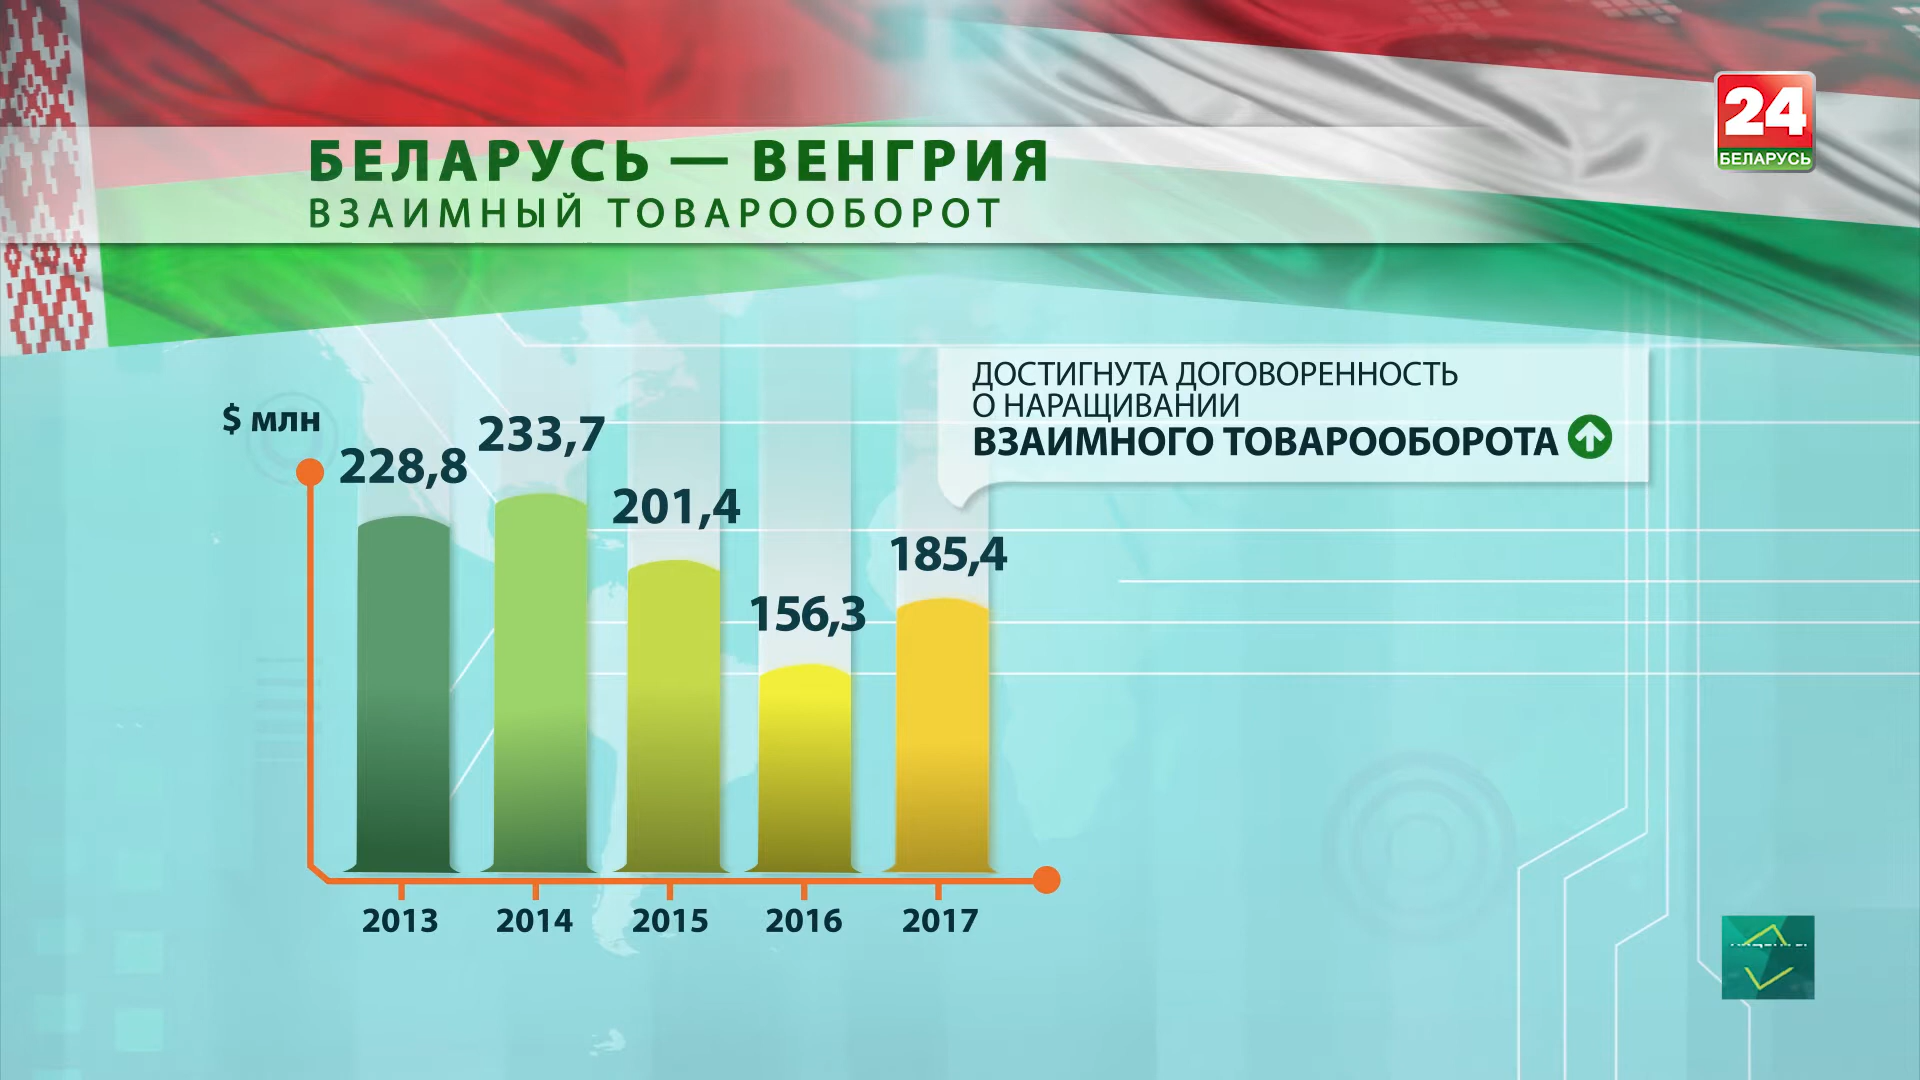 БЕЛАРУСЬ — ВЕНГРИЯ
ВЗАИМНЫЙ ТОВАРООБОРОТ
24
БЕЛАРУСЬ
ДОСТИГНУТА ДОГОВОРЕННОСТЬ
О НАРАЩИВАНИИ
ВЗАИМНОГО ТОВАРООБОРОТА
$ млн
228,8
233,7
201,4
156,3
185,4
2013 2014 2015 2016 2017